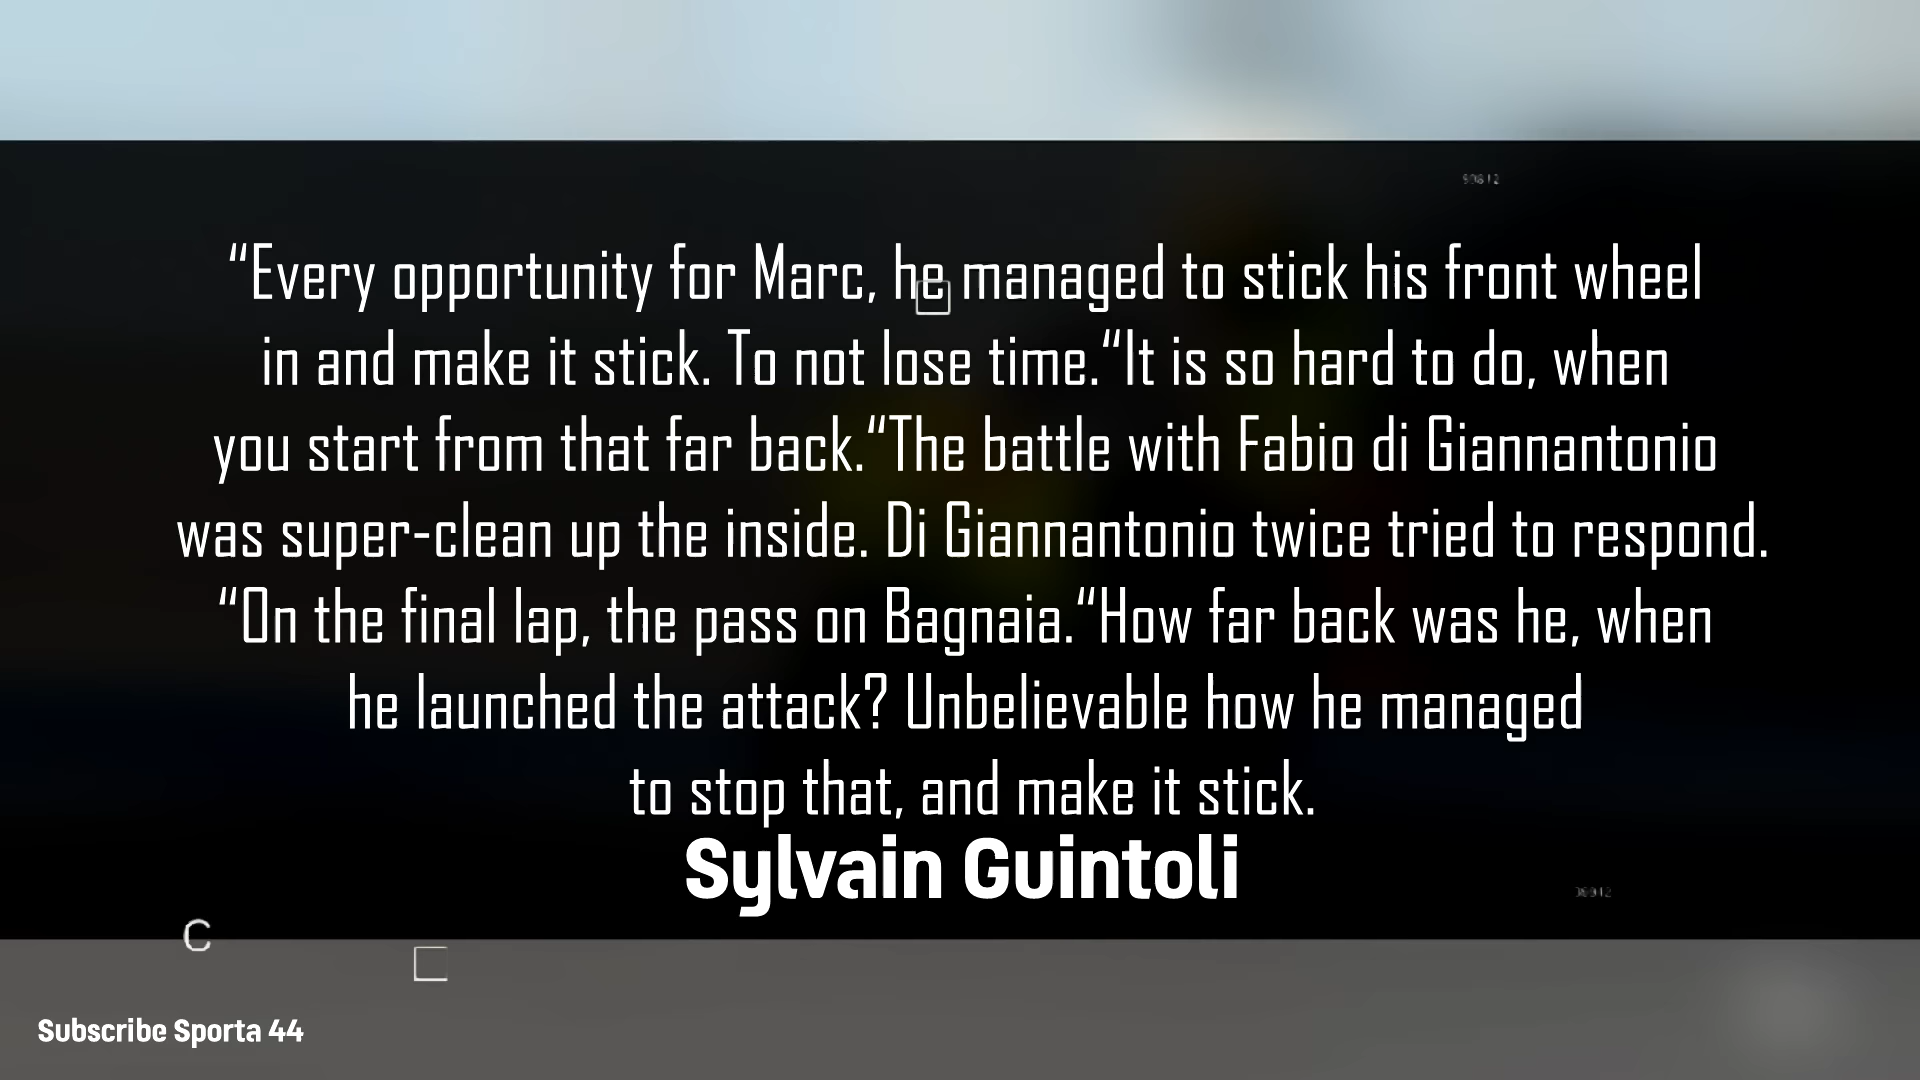 “Every opportunity for Marc, he managed to stick his front wheel
in and make it stick. To not lose time.“It is so hard to do, when
you start from that far back.“The battle with Fabio di Giannantonio
was super-clean up the inside. Di Giannantonio twice tried to respond.
“On the final lap, the pass on Bagnaia.“How far back was he, when
he launched the attack? Unbelievable how he managed
to stop that, and make it stick.
Sylvain Guintoli
C
Subscribe Sporta 44